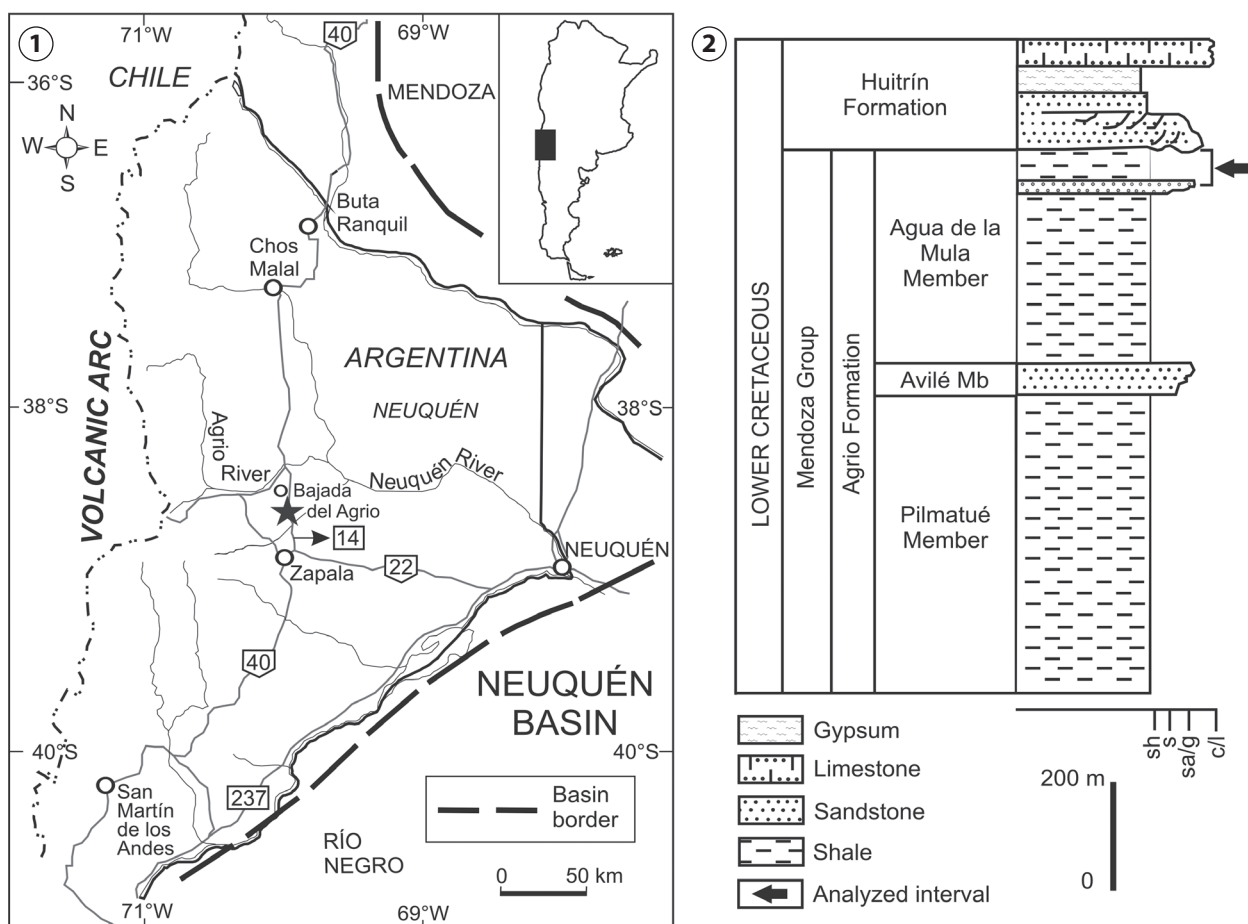 1
71°W
69°W
40
36°S
CHILE
MENDOZA
N
W
E
S
Buta
Ranquil
Chos
Malal
VOLCANIC ARC
ARGENTINA
NEUQUÉN
38°S
38°S
Agrio
River
Neuquén River
Bajada
del Agrio
14
NEUQUÉN
Zapala
22
40
NEUQUÉN
BASIN
40°S
40°S
San
Martín
de los
Andes
237
Basin
border
RÍO
NEGRO
0
50 km
71°W
69°W
2
Huitrín
Formation
LOWER CRETACEOUS
Mendoza Group
Agrio Formation
Agua de la
Mula
Member
Avilé Mb
Pilmatué
Member
sh
s
sa/g
c/l
Gypsum
Limestone
Sandstone
Shale
Analyzed interval
200 m
0